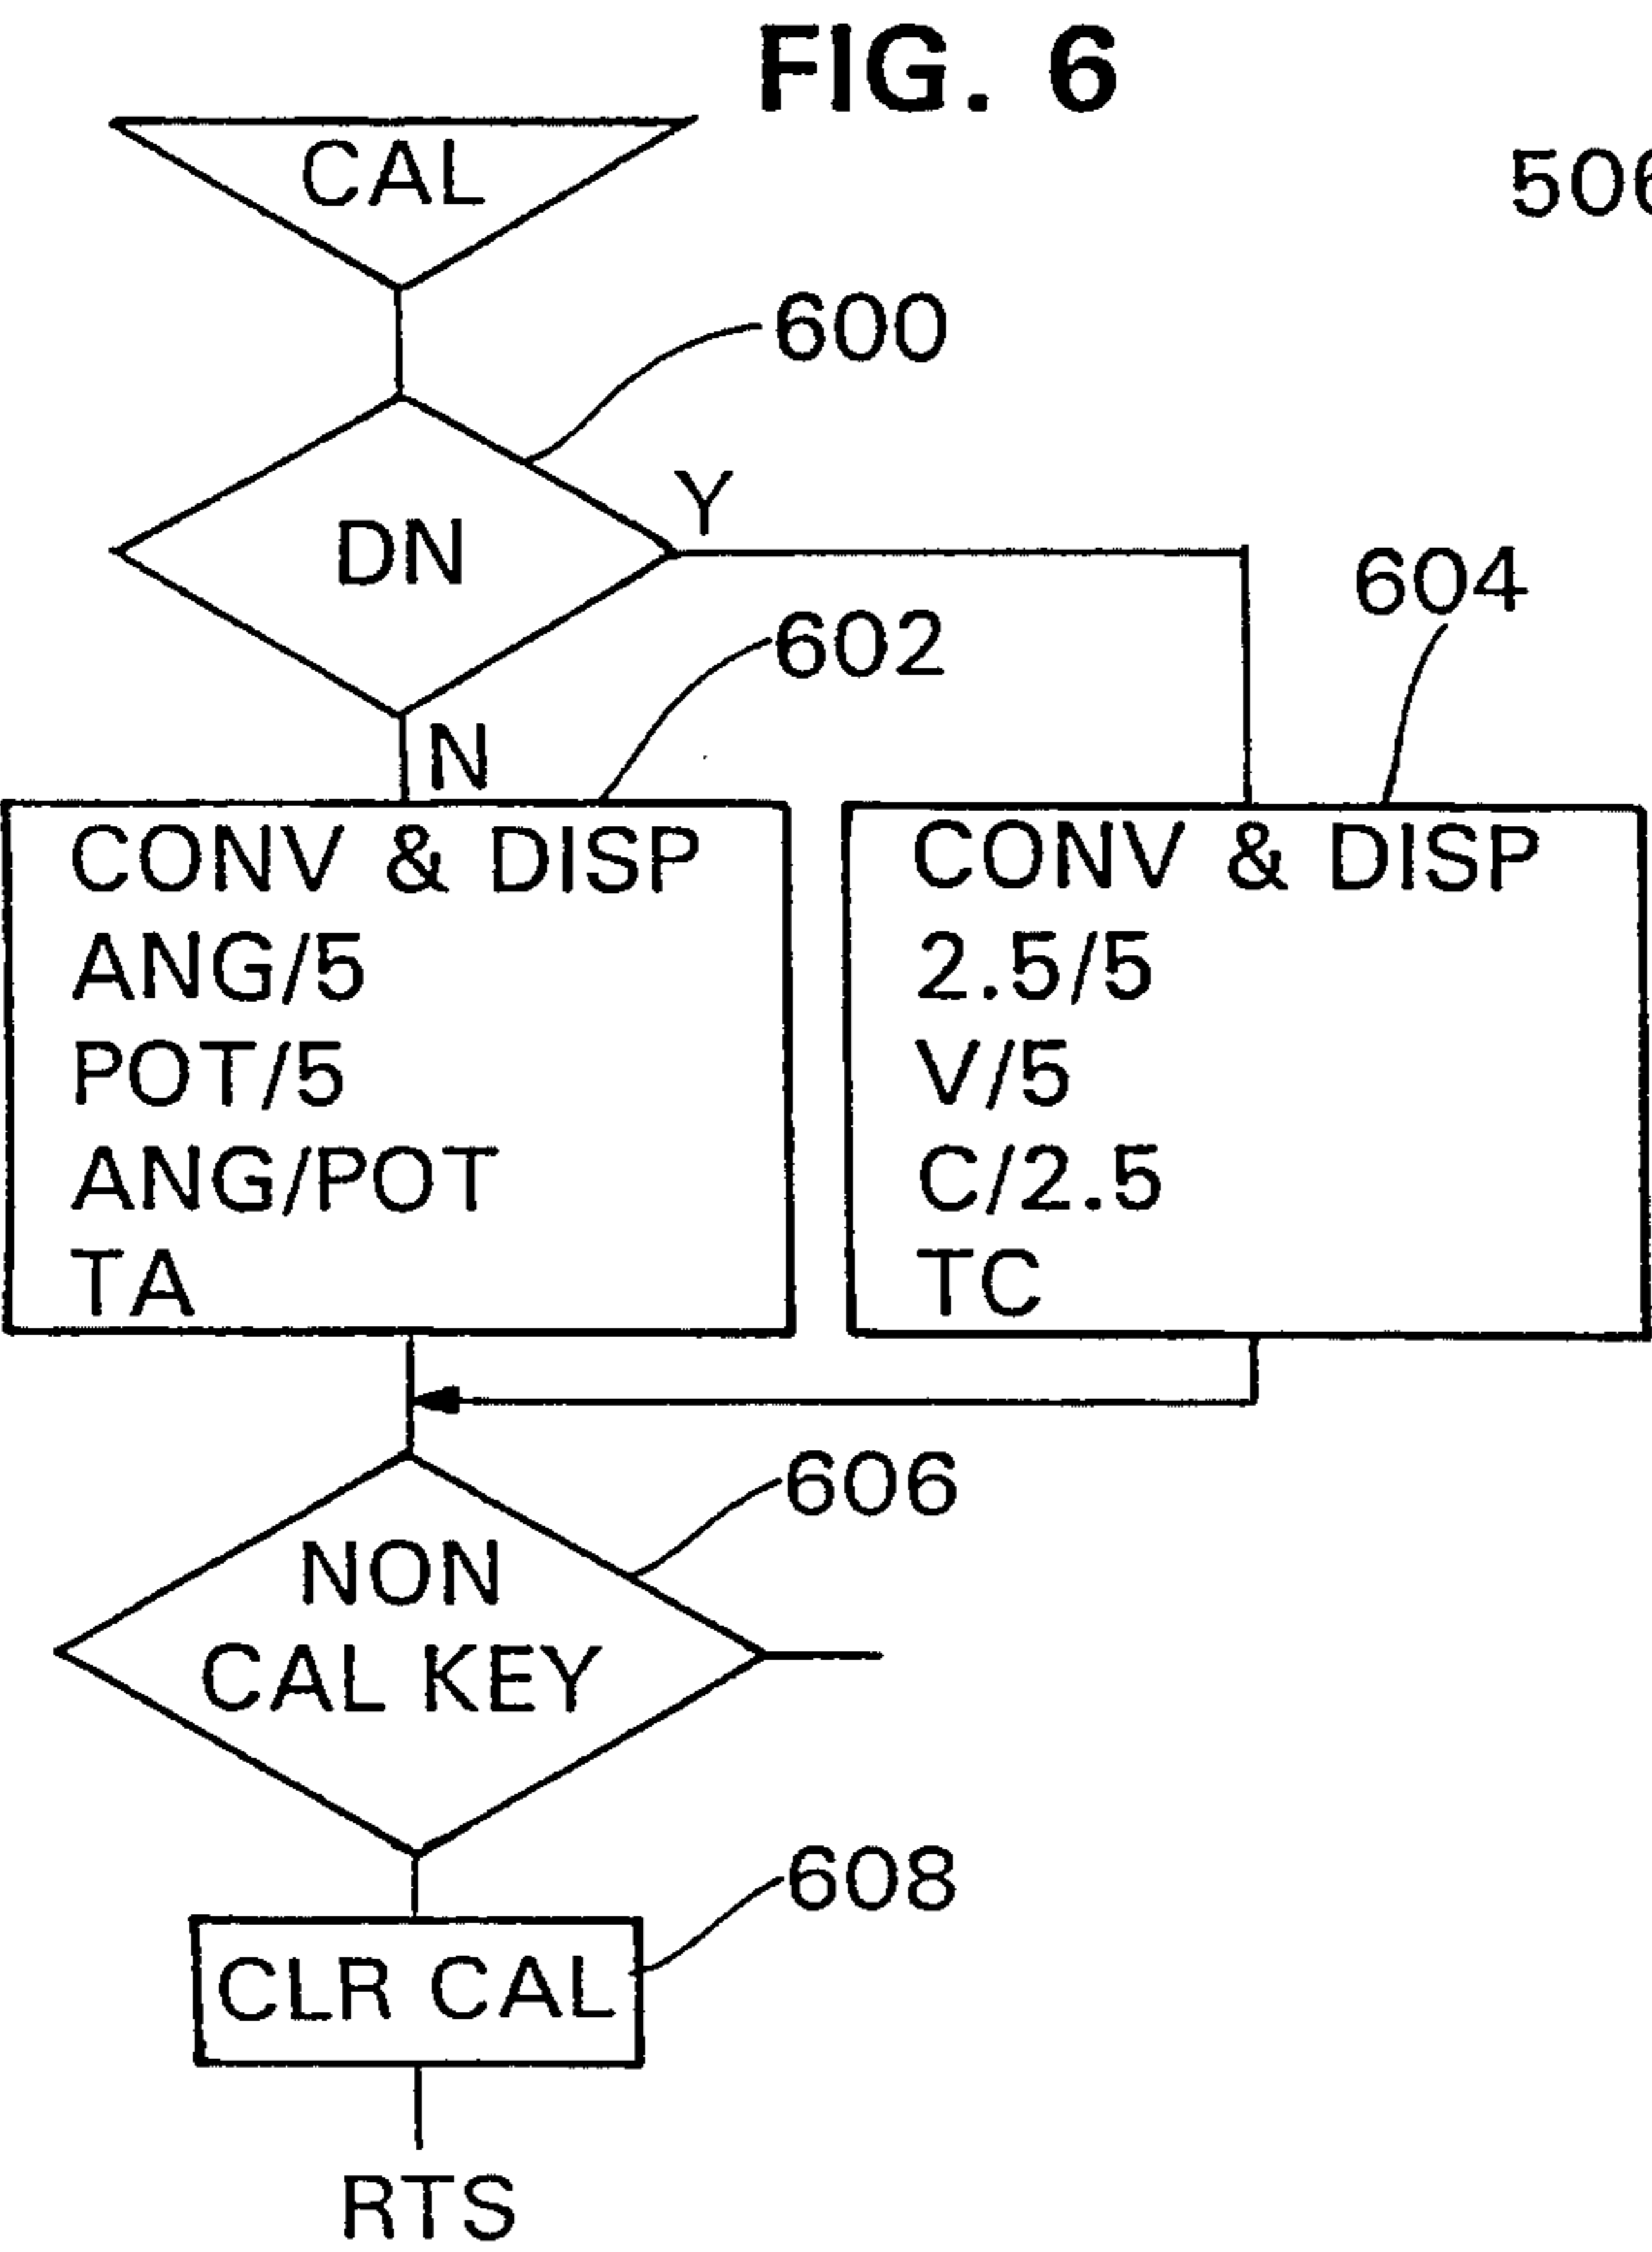 FIG. 6
CAL
600
DN
Y
602
604
N
CONV & DISP
ANG/5
POT/5
ANG/POT
TA
CONV & DISP
2.5/5
V/5
C/2.5
TC
606
NON
CAL KEY
608
CLR CAL
RTS